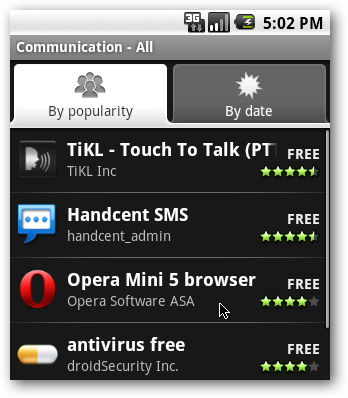 3G 5:02 PM
Communication - All
By popularity By date
TiKL - Touch To Talk (PT
FREE
TiKL Inc
Handcent SMS
FREE
handcent_admin
Opera Mini 5 browser
FREE
Opera Software ASA
antivirus free
FREE
droidSecurity Inc.